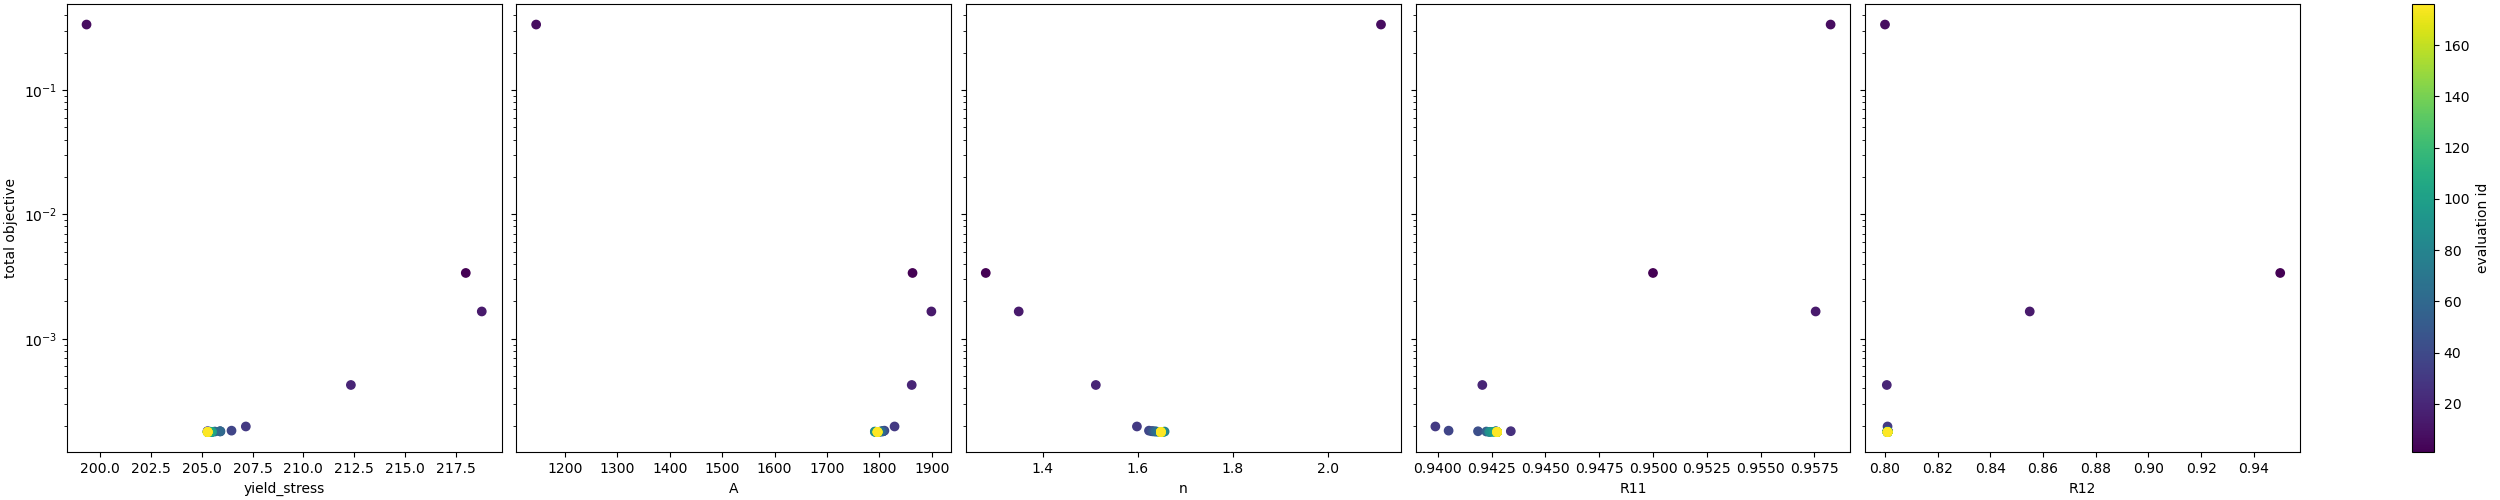 total objective
10⁻¹
10⁻²
10⁻³
200.0 202.5 205.0 207.5 210.0 212.5 215.0 217.5
yield_stress
1200 1300 1400 1500 1600 1700 1800 1900
A
1.4 1.6 1.8 2.0
n
0.9400 0.9425 0.9450 0.9475 0.9500 0.9525 0.9550 0.9575
R11
0.80 0.82 0.84 0.86 0.88 0.90 0.92 0.94
R12
160
140
120
100
80
60
40
20
evaluation id